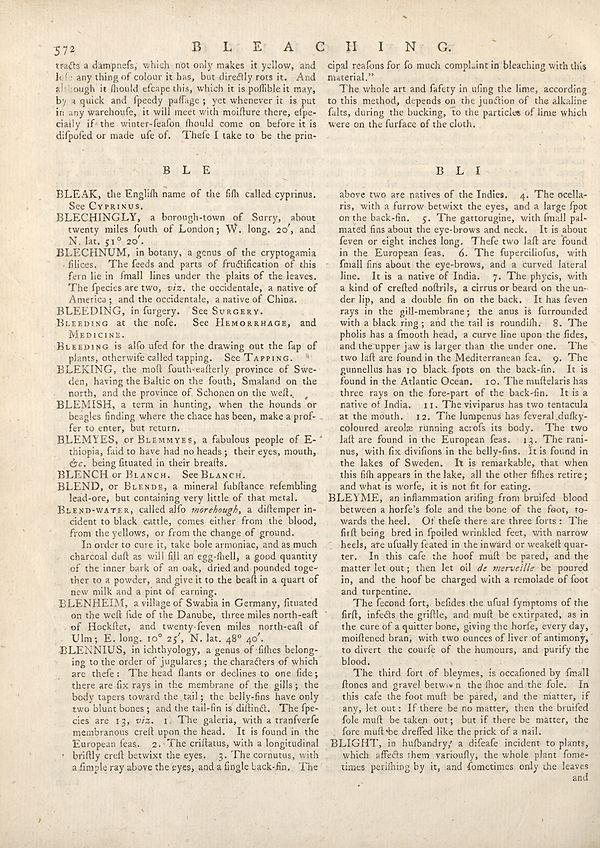 572
B L E A C H I N G.
tracts a dampnefs, which not only makes it yellow, and
any thing of colour it has, but directly rots it. And
though it ſhould eſcape this, which it is poſſible it may,
by a quick and ſpeedy paſſage; yet whenever it is put
in any warehouſe, it will meet with moiſture there, eſpe-
cially if the winter-ſeaſon ſhould come on before it is
diſpoſed or made uſe of. Theſe I take to be the prin-
cipal reaſons for ſo much complaint in bleaching with this
material.”
The whole art and ſafety in uſing the lime, according
to this method, depends on the junction of the alkaline
ſalts, during the bucking, to the particles of lime which
were on the ſurface of the cloth.
B L E
BLEAK, the Engliſh name of the fiſh called cyprinus.
See CYPRINUS.
BLECHINGLY, a borough-town of Surry, about
twenty miles ſouth of London; W. long. 20′, and
N. lat. 51° 20′.
BLECHNUM, in botany, a genus of the cryptogamia
filices. The ſeeds and parts of fructification of this
fern lie in ſmall lines under the plaits of the leaves.
The ſpecies are two, viz. the occidentale, a native of
America; and the occidentale, a native of China.
BLEEDING, in ſurgery. See SURGERY.
BLEEDING at the noſe. See HEMORRHAGE, and
MEDICINE.
BLEEDING is alſo uſed for the drawing out the ſap of
plants, otherwiſe called tapping. See TAPPING.
BLEKING, the moſt ſouth-eaſterly province of Swe-
den, having the Baltic on the ſouth, Smaland on the
north, and the province of Schonen on the weſt.
BLEMISH, a term in hunting, when the hounds or
beagles finding where the chace has been, make a prof-
fer to enter, but return.
BLEMYES, or BLEMMYES, a fabulous people of E-
thiopia, ſaid to have had no heads; their eyes, mouth,
&c. being ſituated in their breaſts.
BLENCH or BLANCH. See BLANCH.
BLEND, or BLENDE, a mineral ſubſtance reſembling
lead-ore, but containing very little of that metal.
BLEND-WATER, called alſo morehough, a diſtemper in-
cident to black cattle, comes either from the blood,
from the yellows, or from the change of ground.
In order to cure it, take bole armoniac, and as much
charcoal duſt as will fill an egg-ſhell, a good quantity
of the inner bark of an oak, dried and pounded toge-
ther to a powder, and give it to the beaſt in a quart of
new milk and a pint of earning.
BLENHEIM, a village of Swabia in Germany, ſituated
on the weſt ſide of the Danube, three miles north-eaſt
of Hockſtet, and twenty-ſeven miles north-eaſt of
Ulm; E. long. 10° 25′, N. lat. 48° 40′.
BLENNIUS, in ichthyology, a genus of fiſhes belong-
ing to the order of jugulares; the characters of which
are theſe: The head ſlants or declines to one ſide;
there are ſix rays in the membrane of the gills; the
body tapers toward the tail; the belly-fins have only
two blunt bones; and the tail-fin is diſtinct. The ſpe-
cies are 13, viz. 1. The galeria, with a tranſverſe
membranous creſt upon the head. It is found in the
European ſeas. 2. The criſtatus, with a longitudinal
briſtly creſt betwixt the eyes. 3. The cornutus, with
a ſimple ray above the eyes, and a ſingle back-fin. The
B L I
above two are natives of the Indies. 4. The ocella-
ris, with a furrow betwixt the eyes, and a large ſpot
on the back-fin. 5. The gattorugine, with ſmall pal-
mated fins about the eye-brows and neck. It is about
ſeven or eight inches long. Theſe two laſt are found
in the European ſeas. 6. The ſuperciliofus, with
ſmall fins about the eye-brows, and a curved lateral
line. It is a native of India. 7. The phycis, with
a kind of creſted noſtrils, a cirrus or beard on the un-
der lip, and a double fin on the back. It has ſeven
rays in the gill-membrane; the anus is ſurrounded
with a black ring; and the tail is roundiſh. 8. The
pholis has a ſmooth head, a curve line upon the ſides,
and the upper jaw is larger than the under one. The
two laſt are found in the Mediterranean ſea. 9. The
gunnellus has 10 black ſpots on the back-fin. It is
found in the Atlantic Ocean. 10. The muſtelaris has
three rays on the fore-part of the back-fin. It is a
native of India. 11. The viviparus has two tentacula
at the mouth. 12. The lumpenus has ſeveral duſky-
coloured areolæ running acroſs its body. The two
laſt are found in the European ſeas. 13. The rani-
nus, with ſix diviſions in the belly-fins. It is found in
the lakes of Sweden. It is remarkable, that when
this fiſh appears in the lake, all the other fiſhes retire;
and what is worſe, it is not fit for eating.
BLEYME, an inflammation ariſing from bruiſed blood
between a horſe’s ſole and the bone of the foot, to-
wards the heel. Of theſe there are three ſorts: The
firſt being bred in ſpoiled wrinkled feet, with narrow
heels, are uſually ſeated in the inward or weakeſt quar-
ter. In this caſe the hoof muſt be pared, and the
matter let out; then let oil de merveille be poured
in, and the hoof be charged with a remolade of ſoot
and turpentine.
The ſecond ſort, beſides the uſual ſymptoms of the
firſt, infects the griſtle, and muſt be extirpated, as in
the cure of a quitter bone, giving the horſe, every day,
moiſtened bran, with two ounces of liver of antimony,
to divert the courſe of the humours, and purify the
blood.
The third ſort of bleymes, is occaſioned by ſmall
ſtones and gravel between the ſhoe and the ſole. In
this caſe the foot muſt be pared, and the matter, if
any, let out: If there be no matter, then the bruiſed
ſole muſt be taken out; but if there be matter, the
ſore muſt be dreſſed like the prick of a nail.
BLIGHT, in huſbandry, a diſeaſe incident to plants,
which affects them variouſly, the whole plant ſome-
times periſhing by it, and ſometimes only the leaves
and